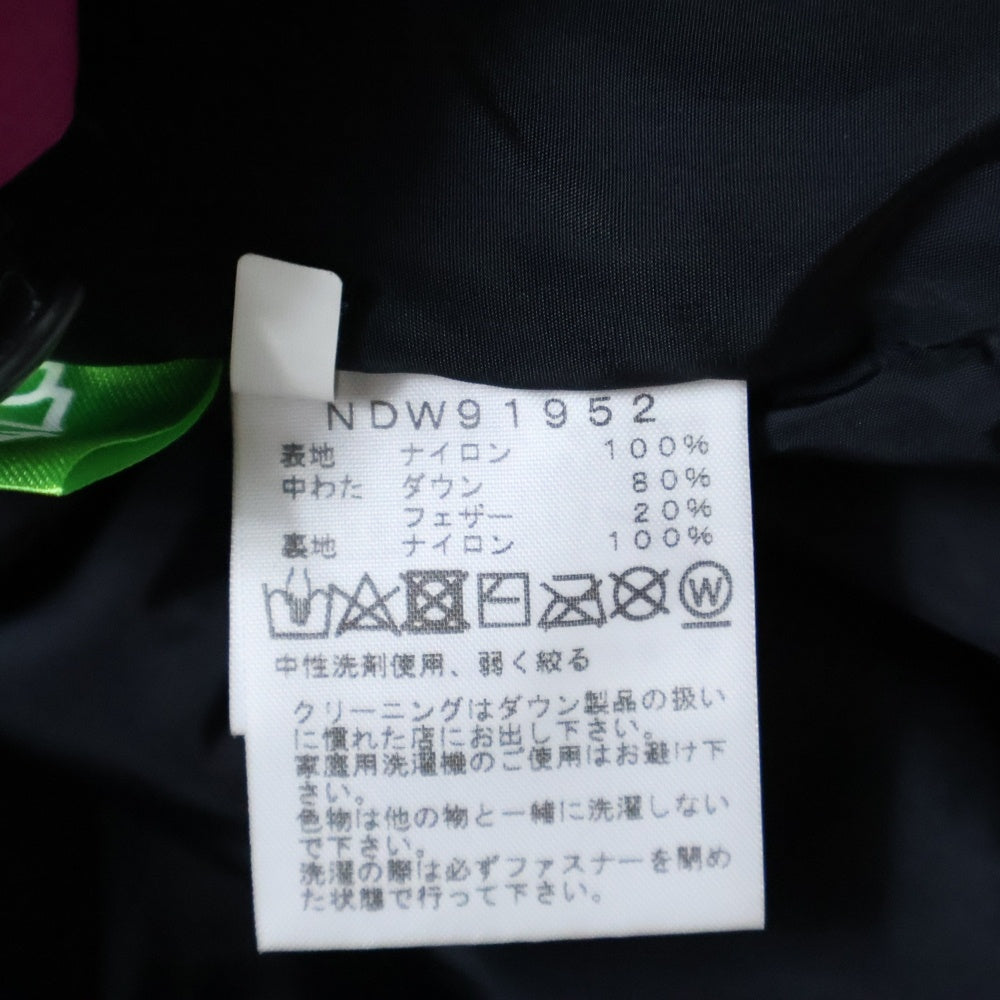 NDW91952
表地 ナイロン 100%
中わた ダウン 80%
フェザー 20%
裏地 ナイロン 100%
W
中性洗剤使用、弱く絞る
クリーニングはダウン製品の扱い
に慣れた店にお出し下さい。
家庭用洗濯機のご使用はお避け下
さい。
色物は他の物と一緒に洗濯しない
で下さい。
洗濯の際は必ずファスナーを閉め
た状態で行って下さい。